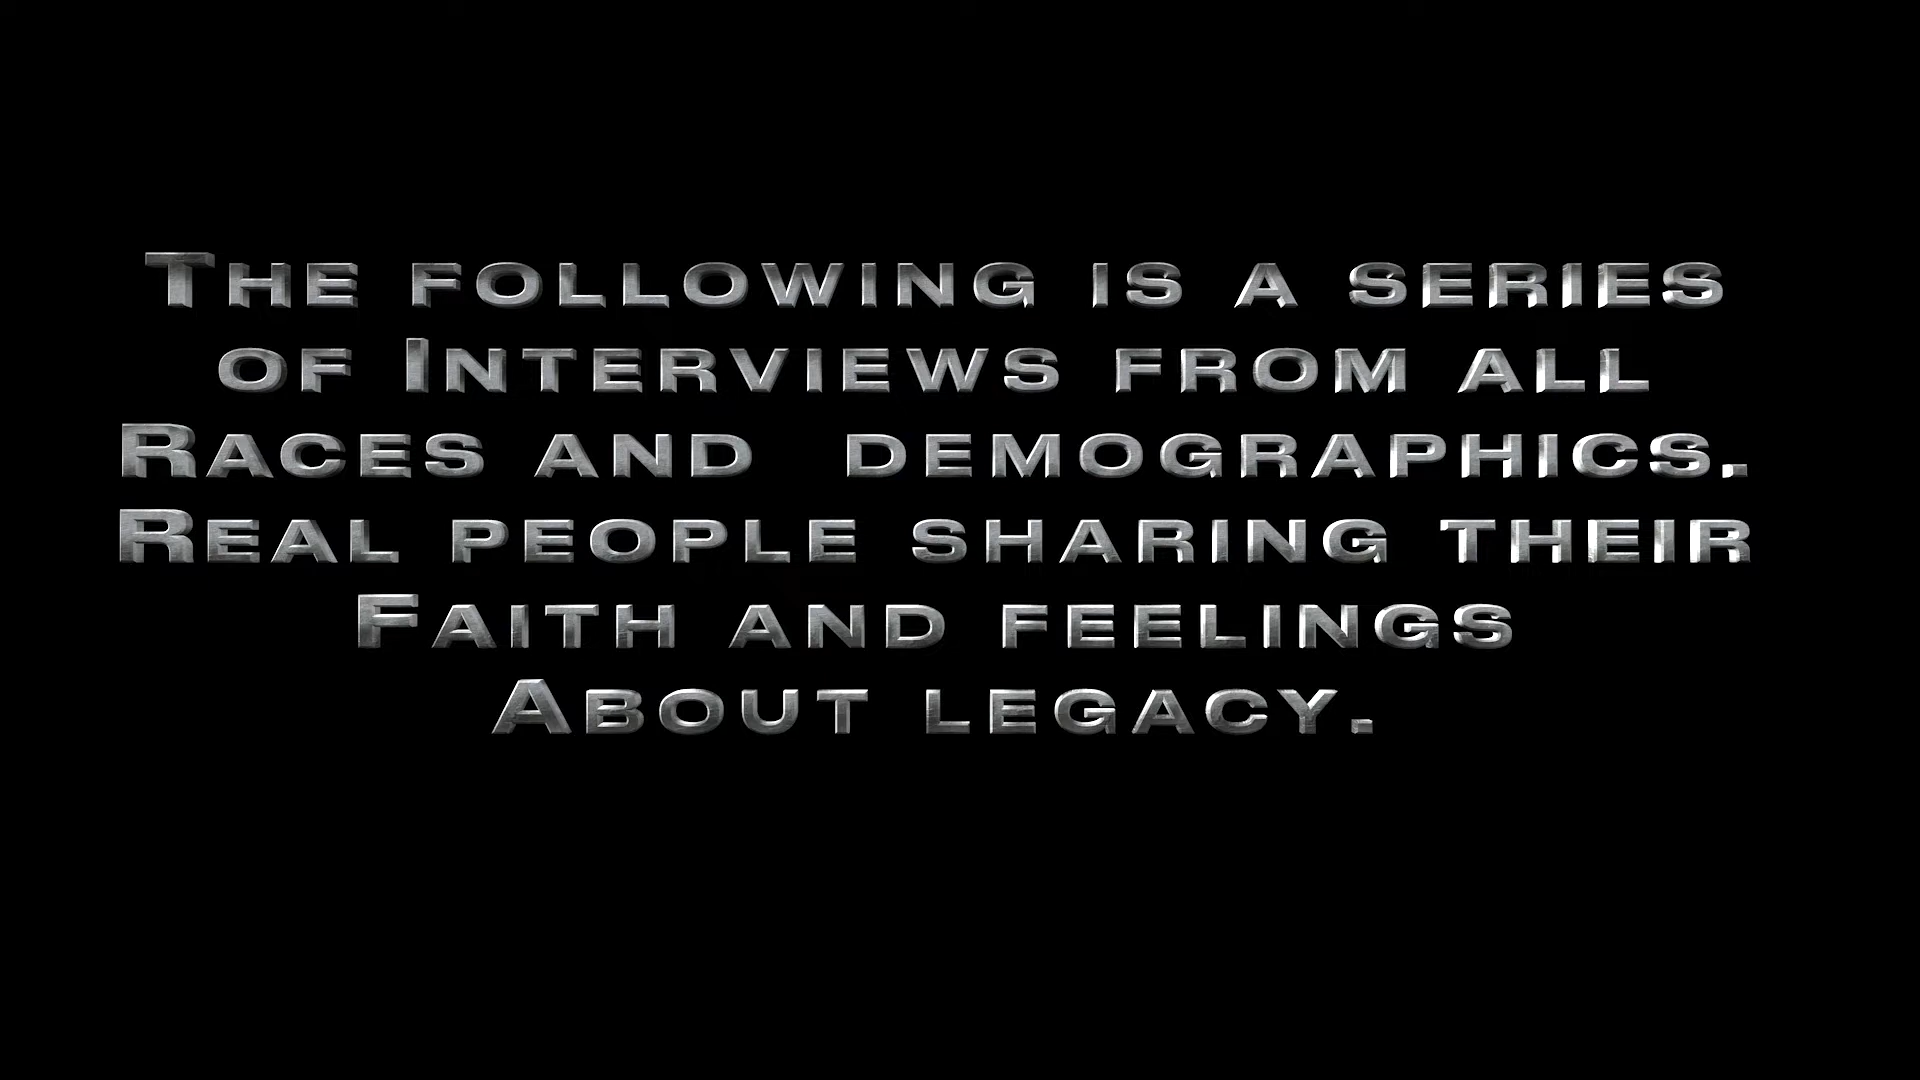 The following is a series
of Interviews from all
Races and  demographics.
Real people sharing their
Faith and feelings
About legacy.